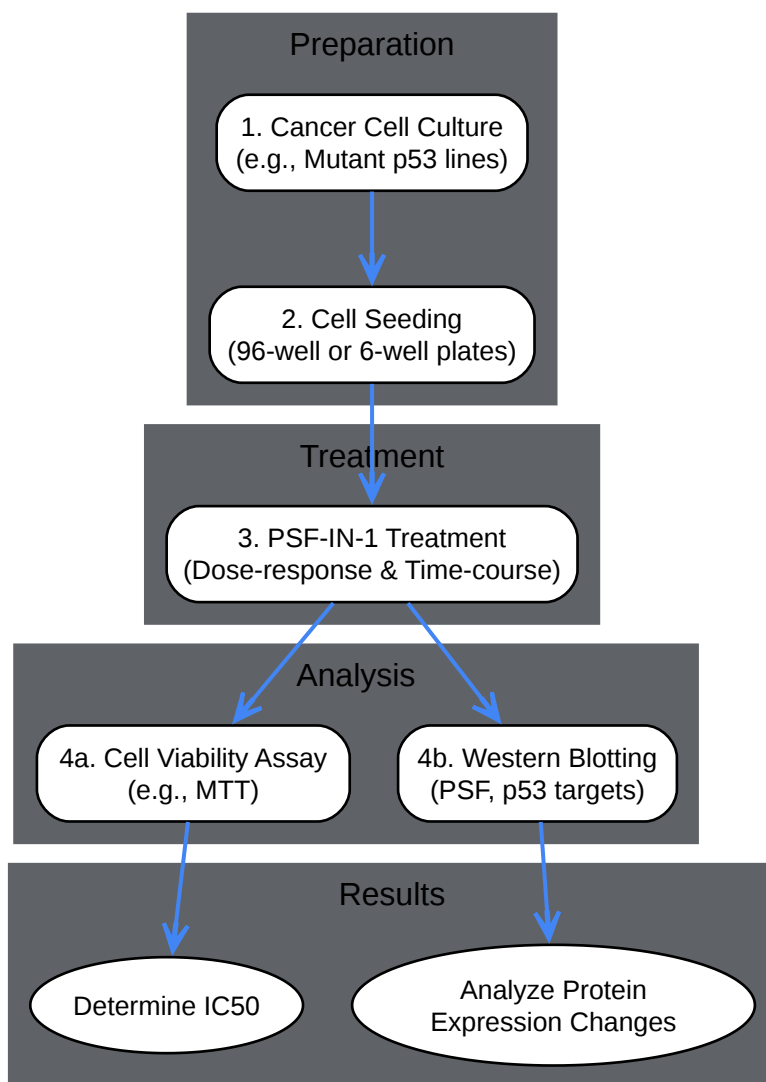 Preparation
1. Cancer Cell Culture
(e.g., Mutant p53 lines)
2. Cell Seeding
(96-well or 6-well plates)
Treatment
3. PSF-IN-1 Treatment
(Dose-response & Time-course)
Analysis
4a. Cell Viability Assay
(e.g., MTT)
4b. Western Blotting
(PSF, p53 targets)
Results
Determine IC50
Analyze Protein
Expression Changes